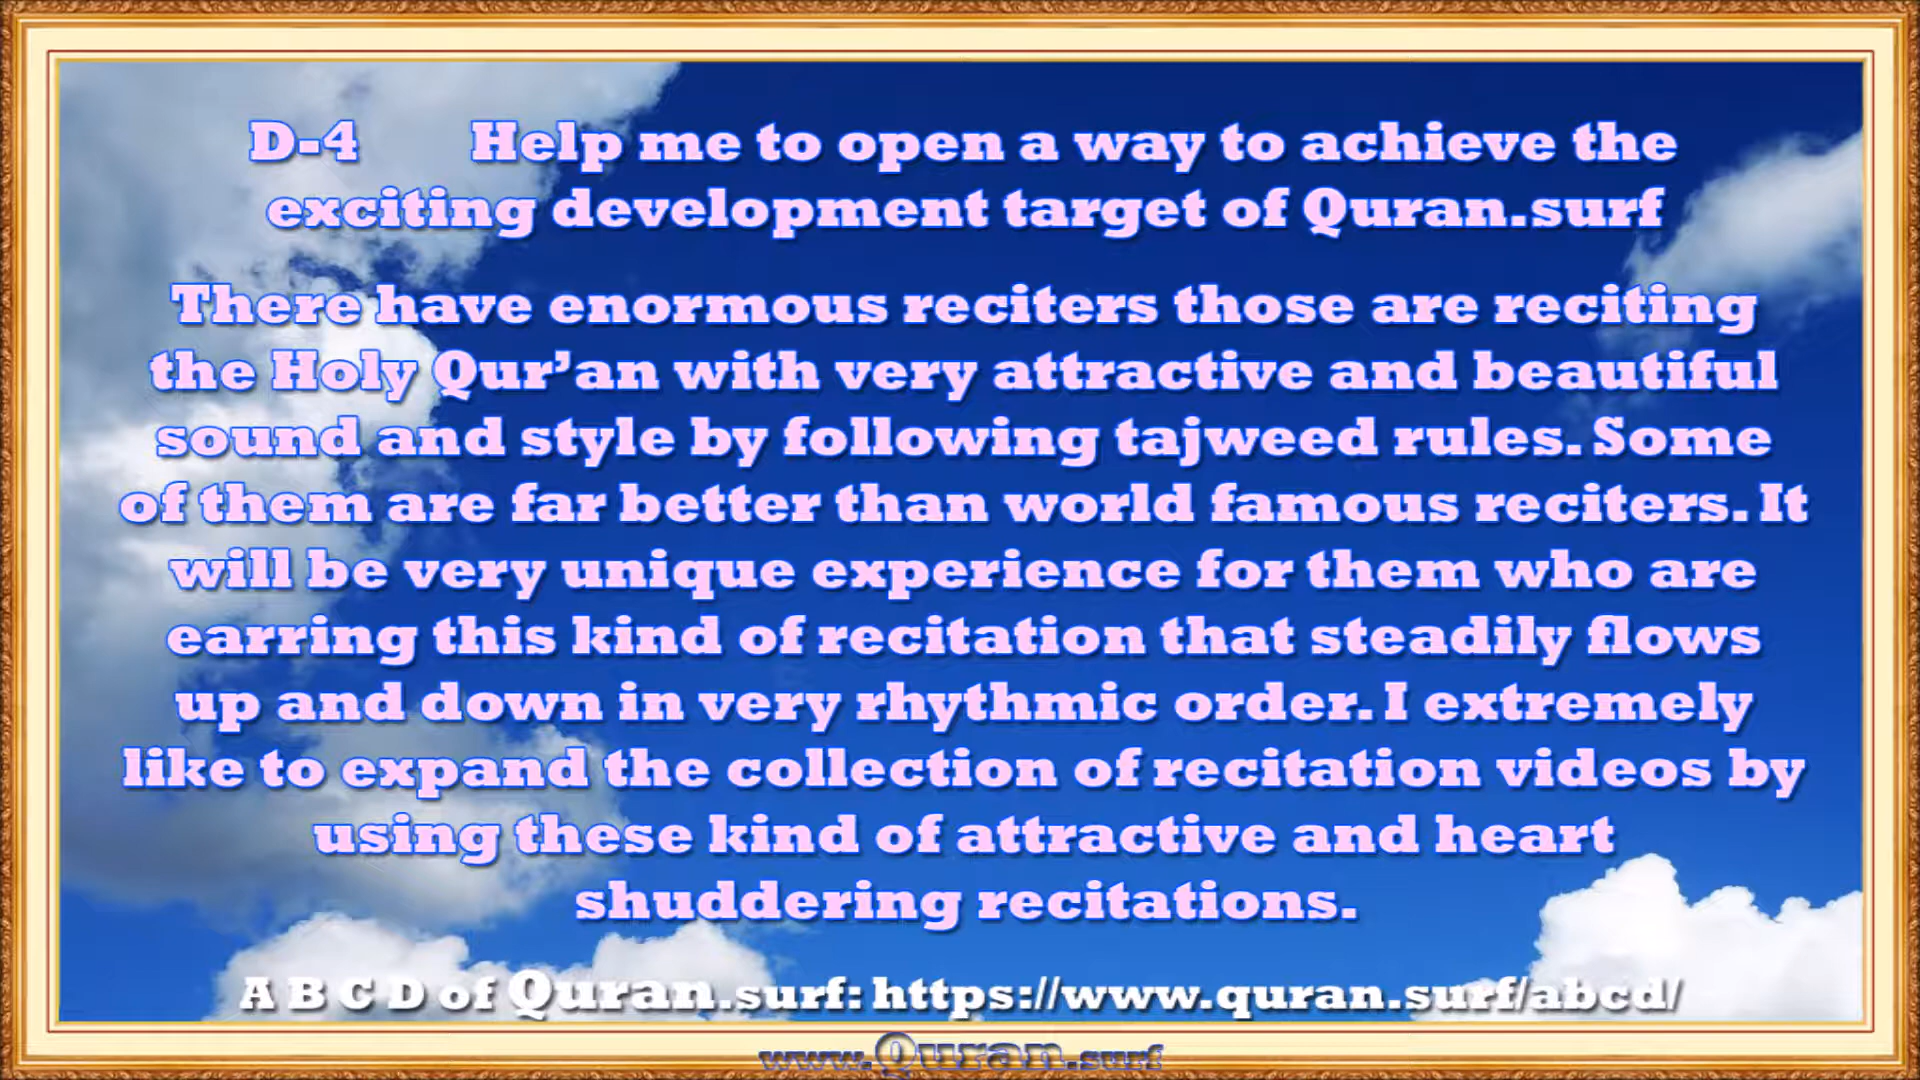 D-4 Help me to open a way to achieve the
exciting development target of Quran.surf
There have enormous reciters those are reciting
the Holy Qur’an with very attractive and beautiful
sound and style by following tajweed rules. Some
of them are far better than world famous reciters. It
will be very unique experience for them who are
earring this kind of recitation that steadily flows
up and down in very rhythmic order. I extremely
like to expand the collection of recitation videos by
using these kind of attractive and heart
shuddering recitations.
A B C D of Quran.surf: https://www.quran.surf/abcd/
www.Quran.surf